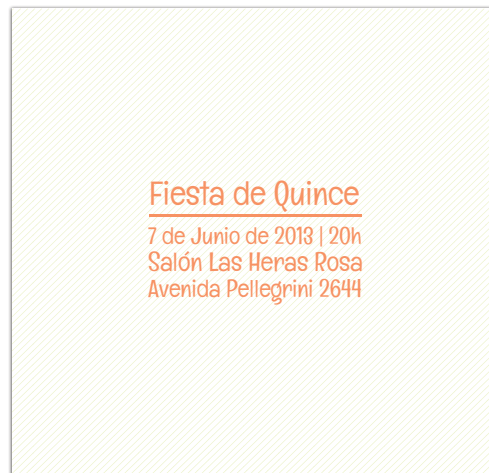 Fiesta de Quince
7 de Junio de 2013 | 20h
Salón Las Heras Rosa
Avenida Pellegrini 2644